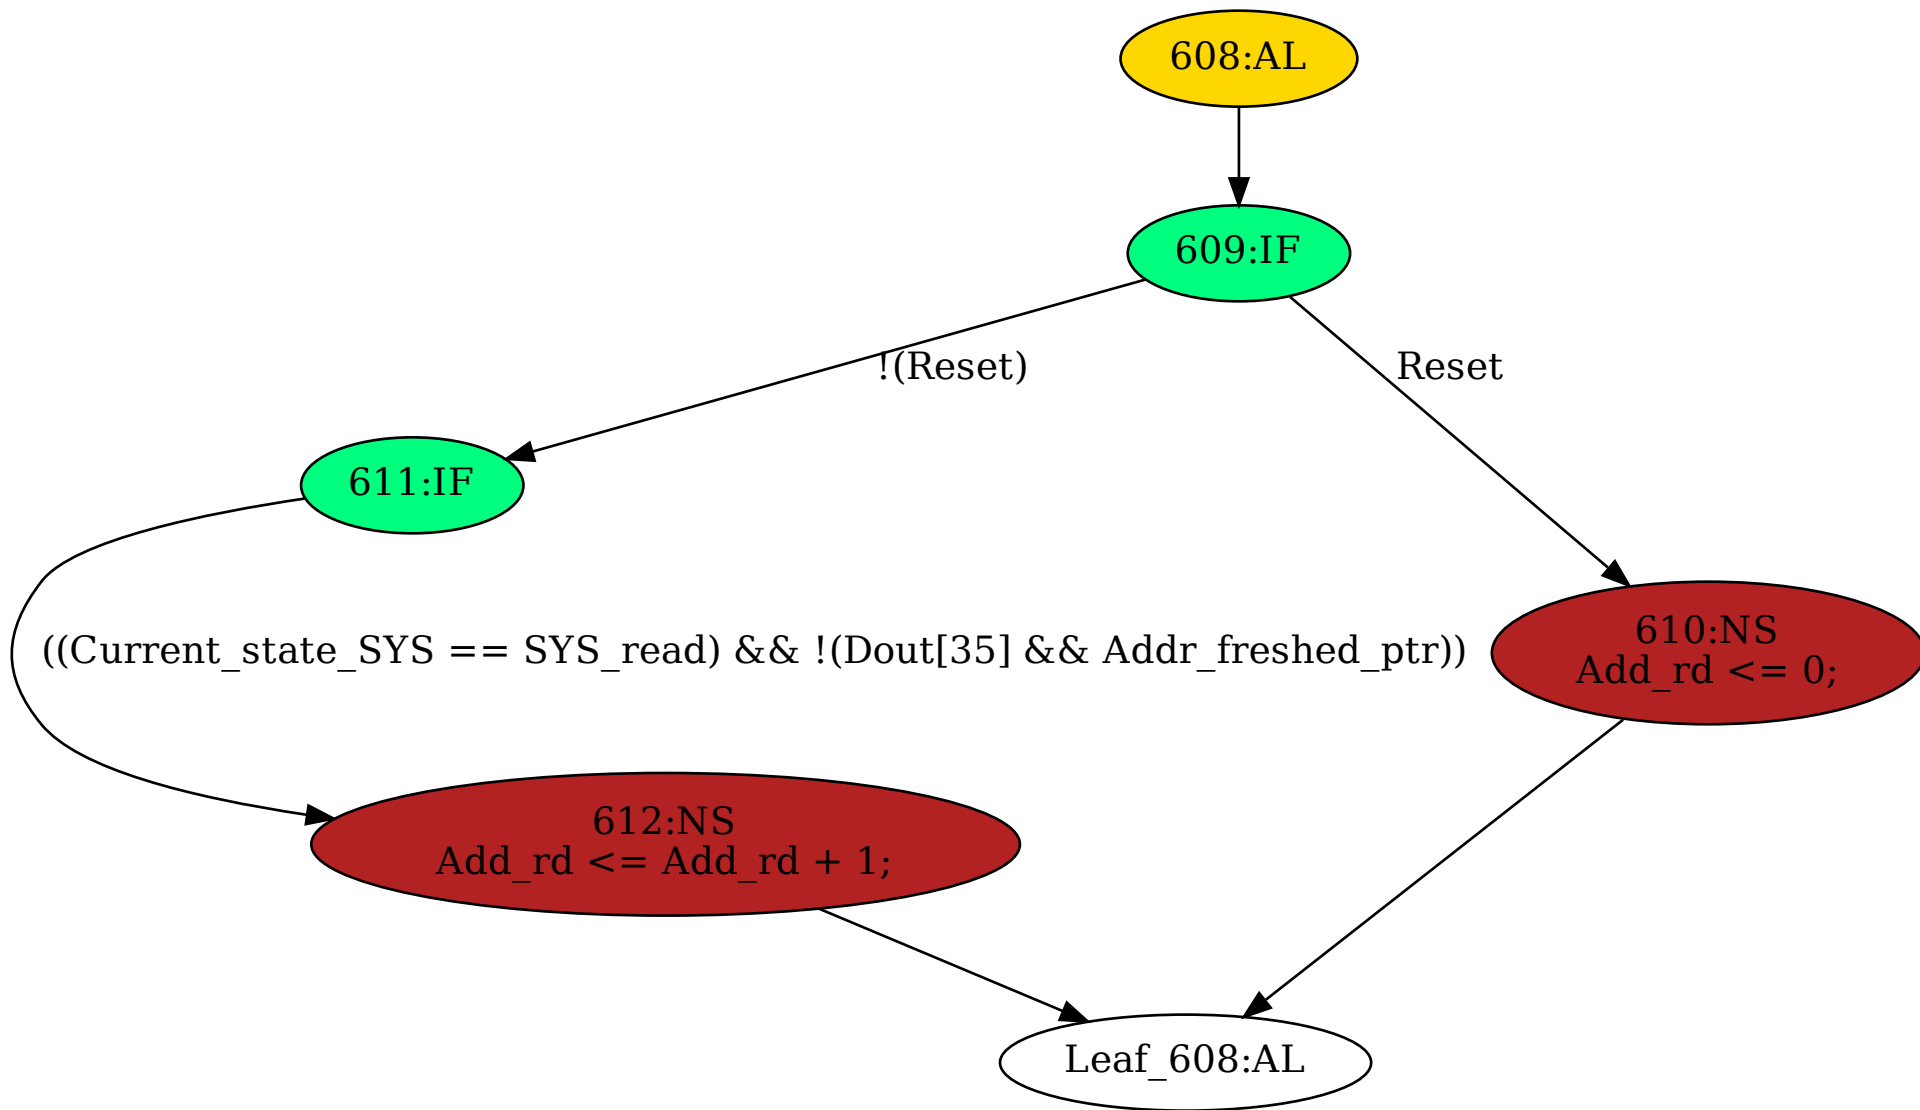 608:AL
609:IF
!(Reset)
Reset
611:IF
((Current_state_SYS == SYS_read) && !(Dout[35] && Addr_freshed_ptr))
610:NS
Add_rd <= 0;
612:NS
Add_rd <= Add_rd + 1;
Leaf_608:AL